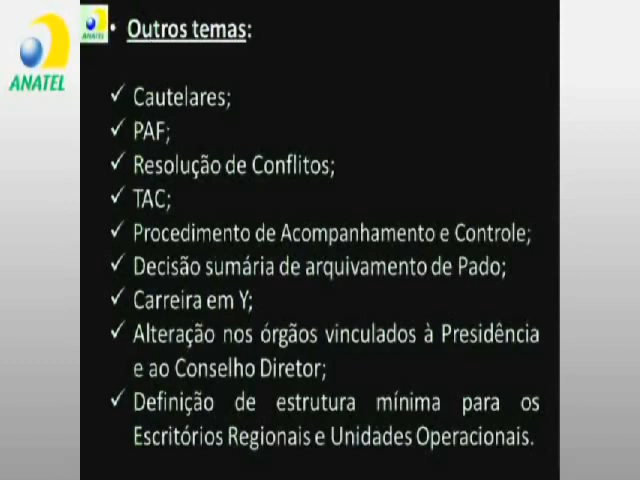 ANATEL
ANATEL
• Outros temas:
✓ Cautelares;
✓ PAF;
✓ Resolução de Conflitos;
✓ TAC;
✓ Procedimento de Acompanhamento e Controle;
✓ Decisão sumária de arquivamento de Pado;
✓ Carreira em Y;
✓ Alteração nos órgãos vinculados à Presidência
e ao Conselho Diretor;
✓ Definição de estrutura mínima para os
Escritórios Regionais e Unidades Operacionais.